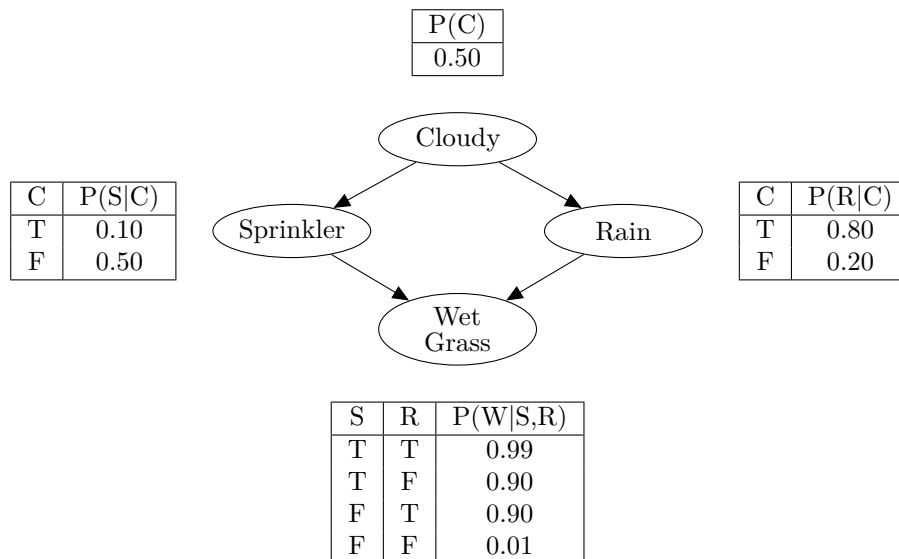 P(C)
0.50
Cloudy
C P(S|C)
T 0.10
F 0.50
Sprinkler
Rain
C P(R|C)
T 0.80
F 0.20
Wet
Grass
S R P(W|S,R)
T T 0.99
T F 0.90
F T 0.90
F F 0.01